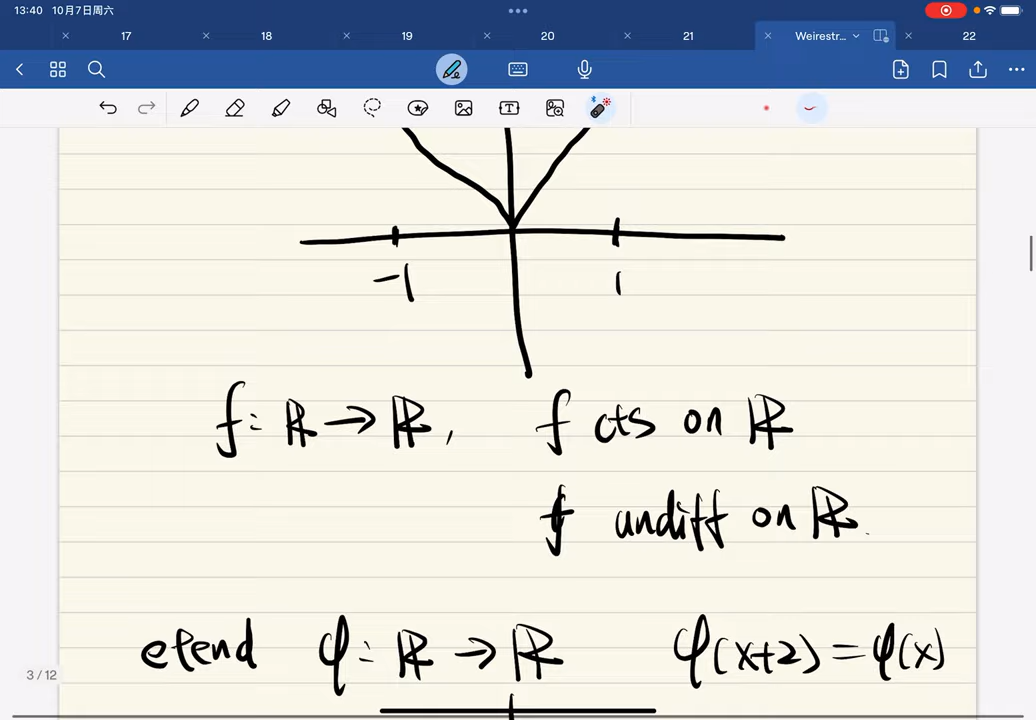 13:40 10月7日周六
17 18 19 20 21 Weirestr... 22
-1 1
f: ℝ → ℝ, f cts on ℝ
f undiff on ℝ.
etend φ: ℝ → ℝ φ(x+2) = φ(x)
3 / 12